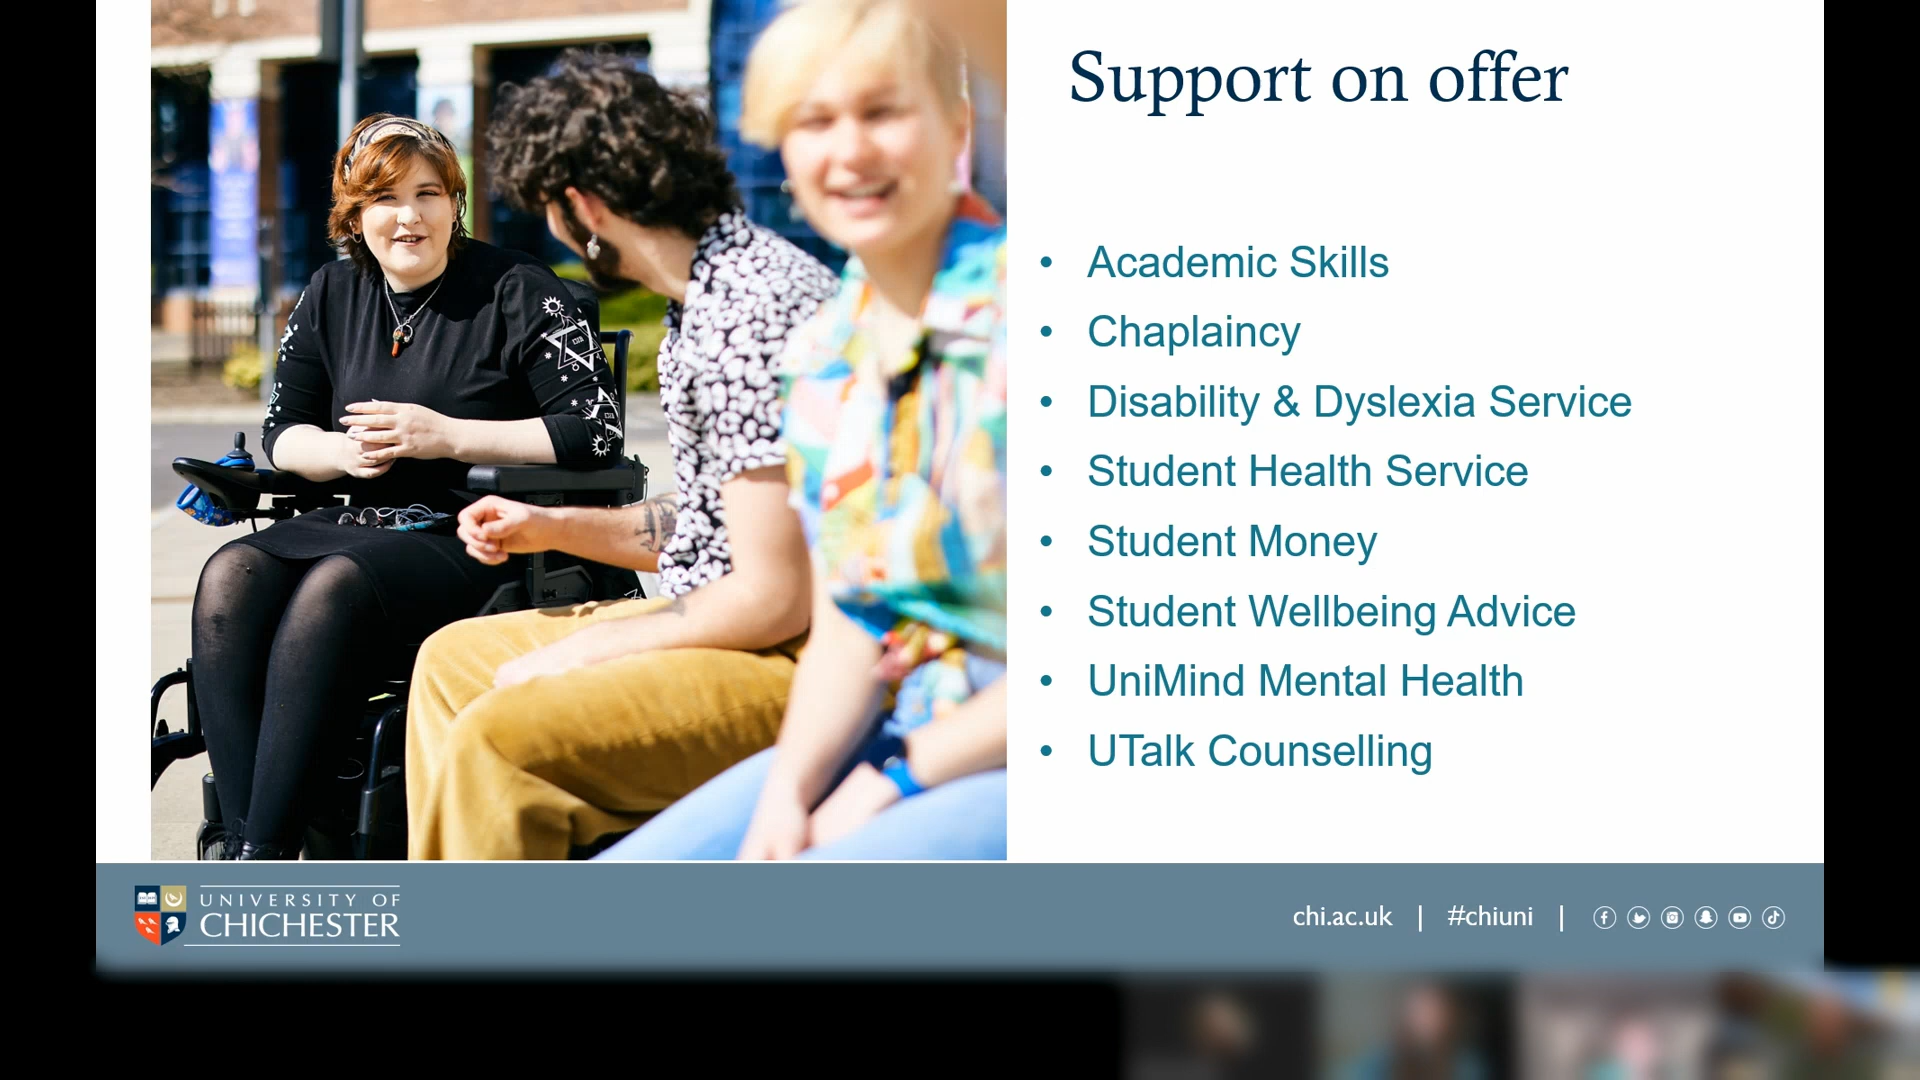 Support on offer
• Academic Skills
• Chaplaincy
• Disability & Dyslexia Service
• Student Health Service
• Student Money
• Student Wellbeing Advice
• UniMind Mental Health
• UTalk Counselling
UNIVERSITY OF
CHICHESTER
chi.ac.uk | #chiuni |